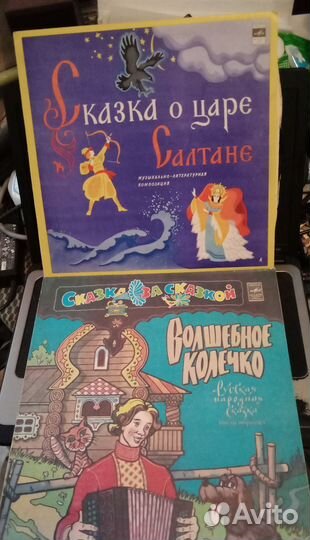 Сказка о царе
Салтане
МУЗЫКАЛЬНО-ЛИТЕРАТУРНАЯ
КОМПОЗИЦИЯ
СКАЗКА ЗА СКАЗКОЙ
ВОЛШЕБНОЕ
КОЛЕЧКО
русская
народная
сказка
Avito